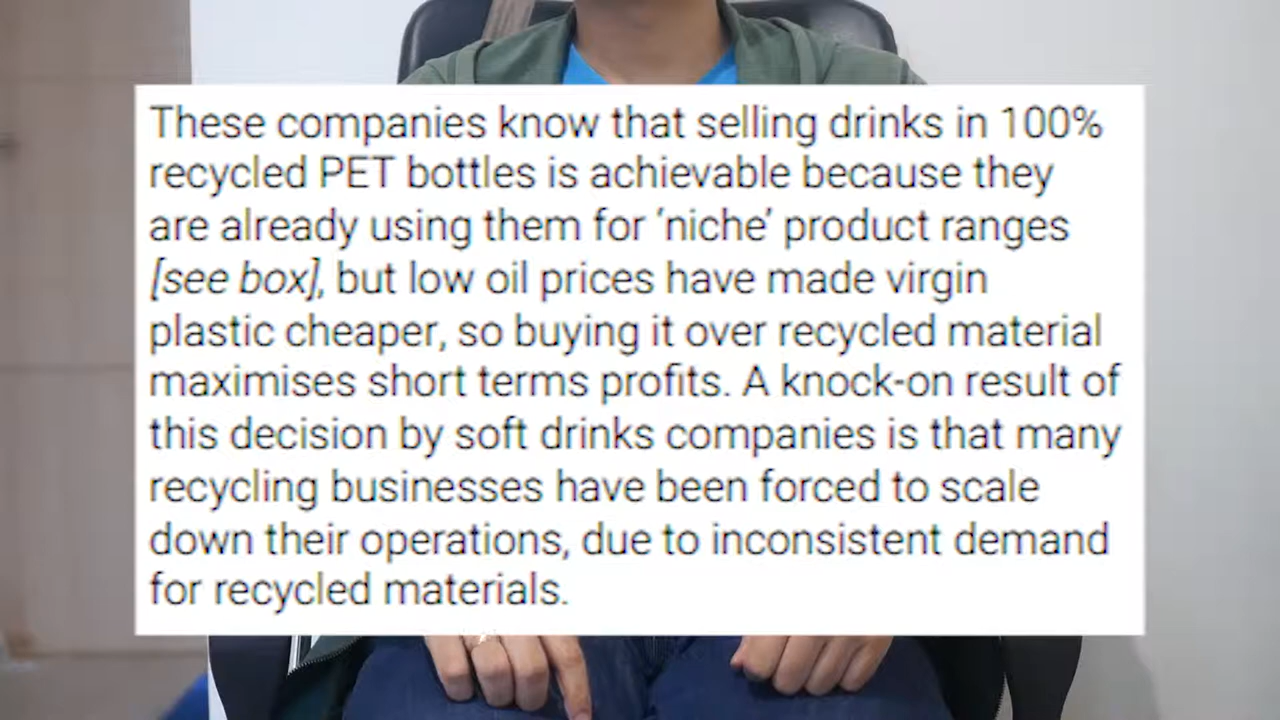 These companies know that selling drinks in 100%
recycled PET bottles is achievable because they
are already using them for ‘niche’ product ranges
[see box], but low oil prices have made virgin
plastic cheaper, so buying it over recycled material
maximises short terms profits. A knock-on result of
this decision by soft drinks companies is that many
recycling businesses have been forced to scale
down their operations, due to inconsistent demand
for recycled materials.